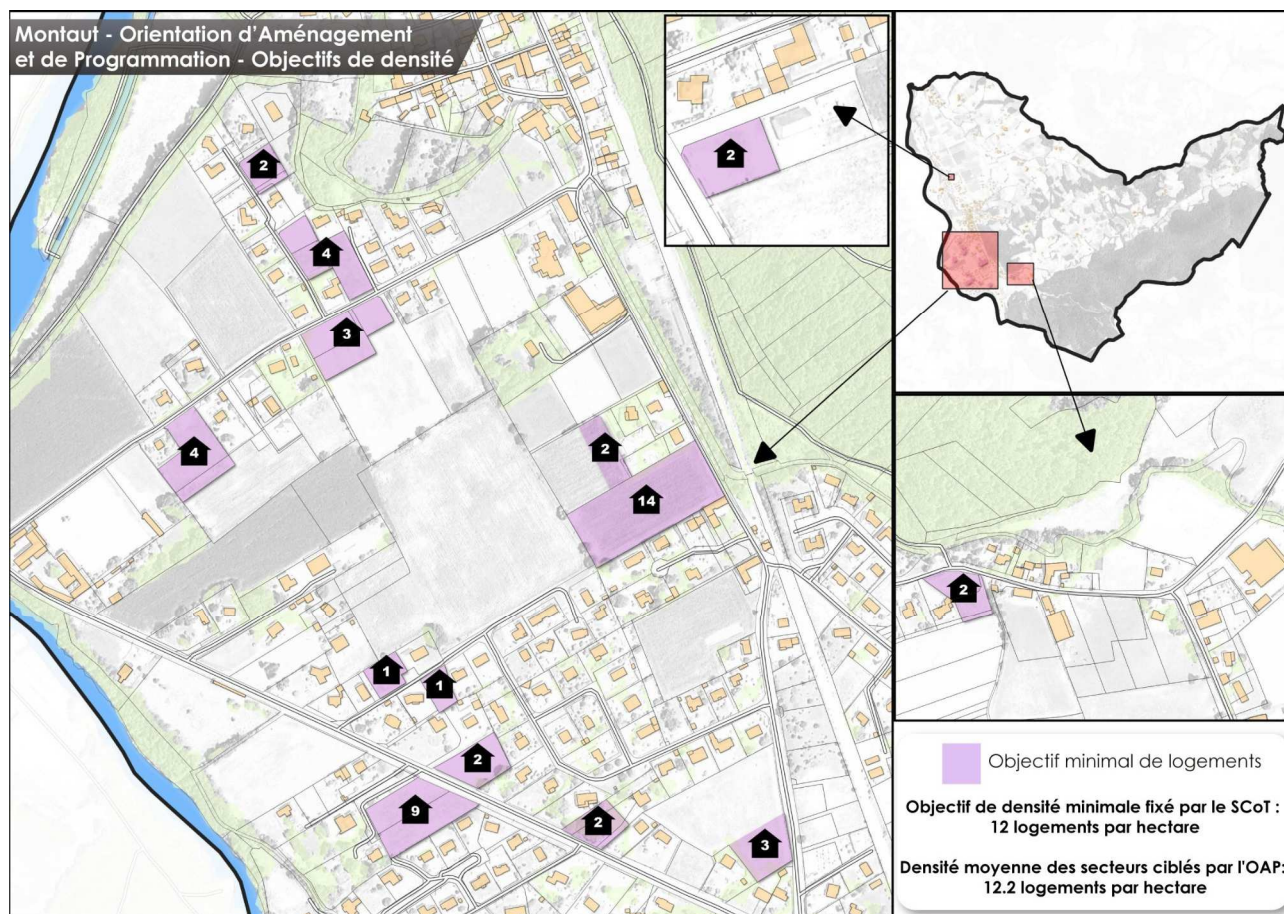 Montaut - Orientation d'Aménagement
et de Programmation - Objectifs de densité
2
2
4
3
4
2
14
2
1
1
2
9
2
3
Objectif minimal de logements
Objectif de densité minimale fixé par le SCoT :
12 logements par hectare
Densité moyenne des secteurs ciblés par l'OAP:
12.2 logements par hectare